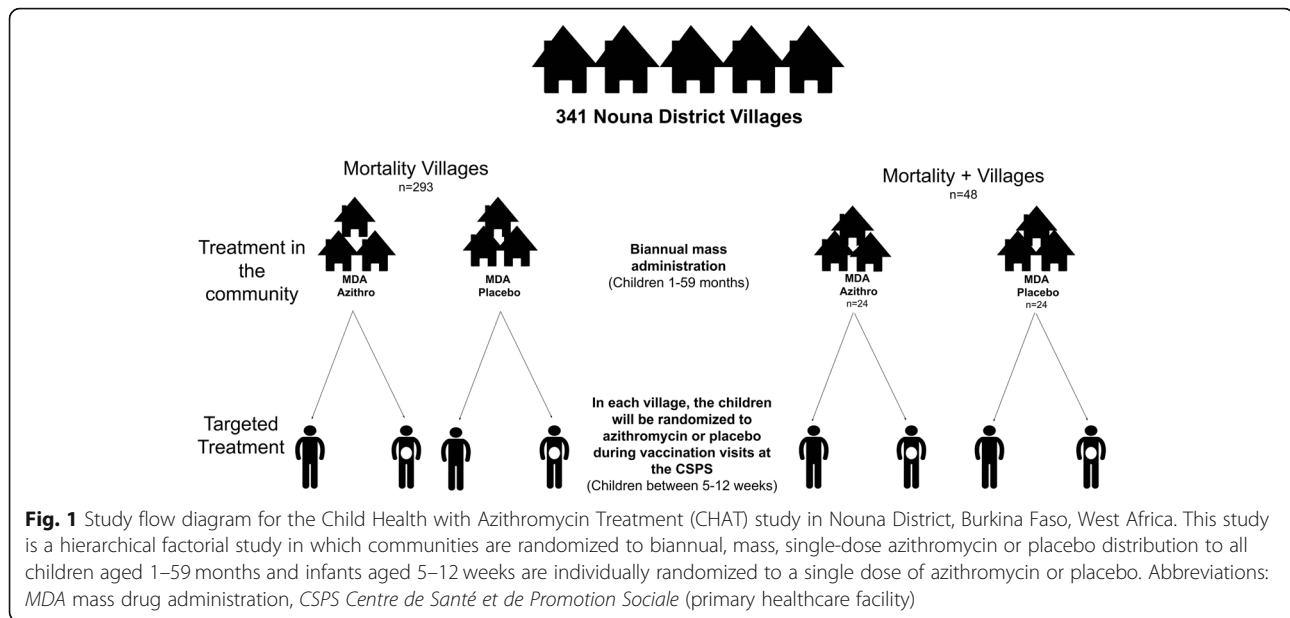 341 Nouna District Villages
Mortality Villages
n=293
Mortality + Villages
n=48
Treatment in
the
community
MDA
Azithro
MDA
Placebo
Biannual mass
administration
(Children 1-59 months)
MDA
Azithro
n=24
MDA
Placebo
n=24
Targeted
Treatment
In each village, the children
will be randomized to
azithromycin or placebo
during vaccination visits at
the CSPS
(Children between 5-12 weeks)
Fig. 1 Study flow diagram for the Child Health with Azithromycin Treatment (CHAT) study in Nouna District, Burkina Faso, West Africa. This study
is a hierarchical factorial study in which communities are randomized to biannual, mass, single-dose azithromycin or placebo distribution to all
children aged 1–59 months and infants aged 5–12 weeks are individually randomized to a single dose of azithromycin or placebo. Abbreviations:
MDA mass drug administration, CSPS Centre de Santé et de Promotion Sociale (primary healthcare facility)